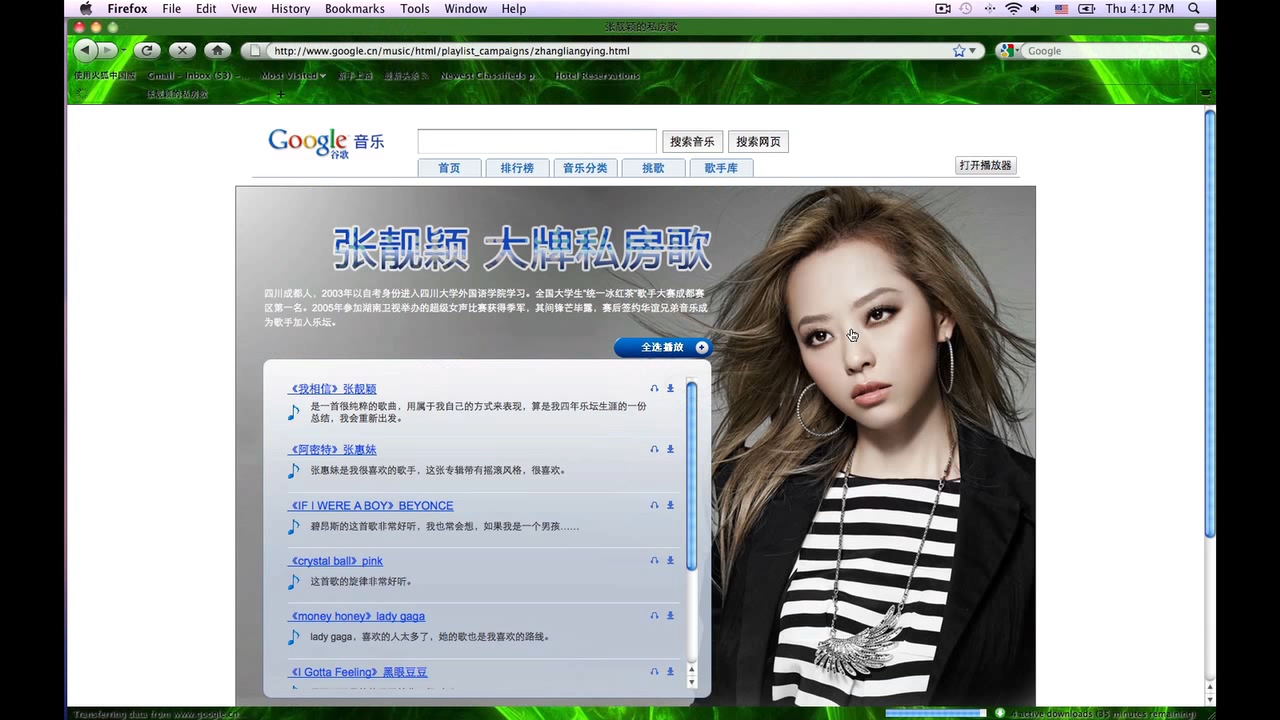 Firefox File Edit View History Bookmarks Tools Window Help
Thu 4:17 PM
张靓颖的私房歌
http://www.google.cn/music/html/playlist_campaigns/zhangliangying.html
Google
使用火狐中国版 Gmail – Inbox (53) – ... Most Visited 新手上路 Newest Classifieds p... Hotel Reservations
张靓颖的私房歌
Google 音乐
谷歌
搜索音乐 搜索网页
首页 排行榜 音乐分类 挑歌 歌手库
打开播放器
张靓颖 大牌私房歌
四川成都人，2003年以自考身份进入四川大学外国语学院学习。全国大学生“统一冰红茶”歌手大赛成都赛
区第一名。2005年参加湖南卫视举办的超级女声比赛获得季军，其间锋芒毕露，赛后签约华谊兄弟音乐成
为歌手加入乐坛。
全选播放
《我相信》张靓颖
是一首很纯粹的歌曲，用属于我自己的方式来表现，算是我四年乐坛生涯的一份
总结，我会重新出发。
《阿密特》张惠妹
张惠妹是我很喜欢的歌手，这张专辑带有摇滚风格，很喜欢。
《IF I WERE A BOY》BEYONCE
碧昂斯的这首歌非常好听，我也常会想，如果我是一个男孩……
《crystal ball》pink
这首歌的旋律非常好听。
《money honey》lady gaga
lady gaga，喜欢的人太多了，她的歌也是我喜欢的路线。
《I Gotta Feeling》黑眼豆豆
Transferring data from www.google.cn
4 active downloads (35 minutes remaining)